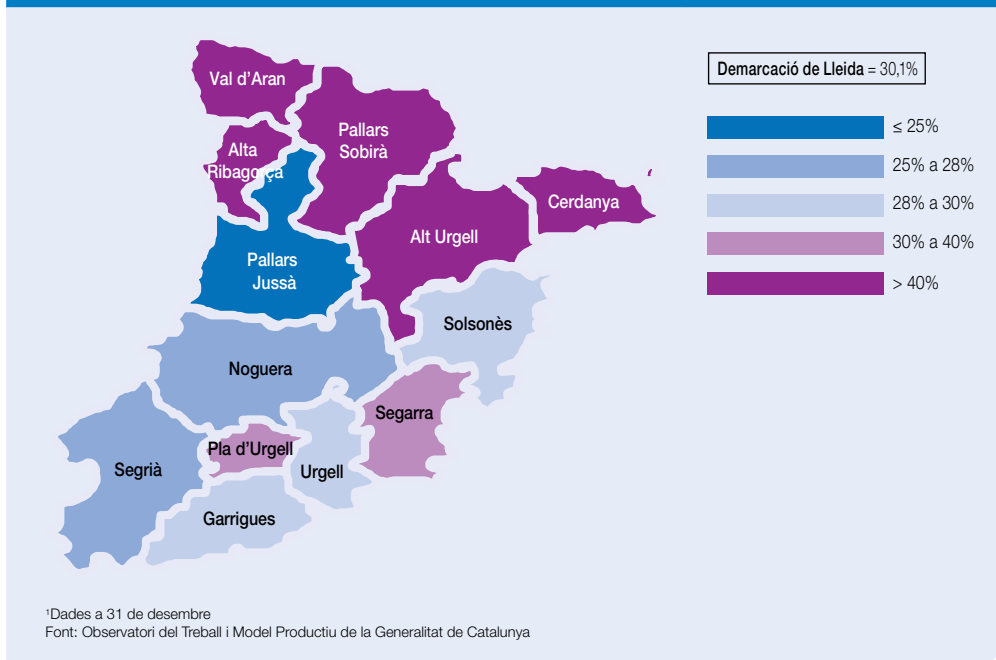 Demarcació de Lleida = 30,1%
≤ 25%
25% a 28%
28% a 30%
30% a 40%
> 40%
Val d'Aran
Pallars
Sobirà
Alta
Ribagorça
Cerdanya
Alt Urgell
Pallars
Jussà
Solsonès
Noguera
Segarra
Pla d'Urgell
Segrià
Urgell
Garrigues
¹Dades a 31 de desembre
Font: Observatori del Treball i Model Productiu de la Generalitat de Catalunya